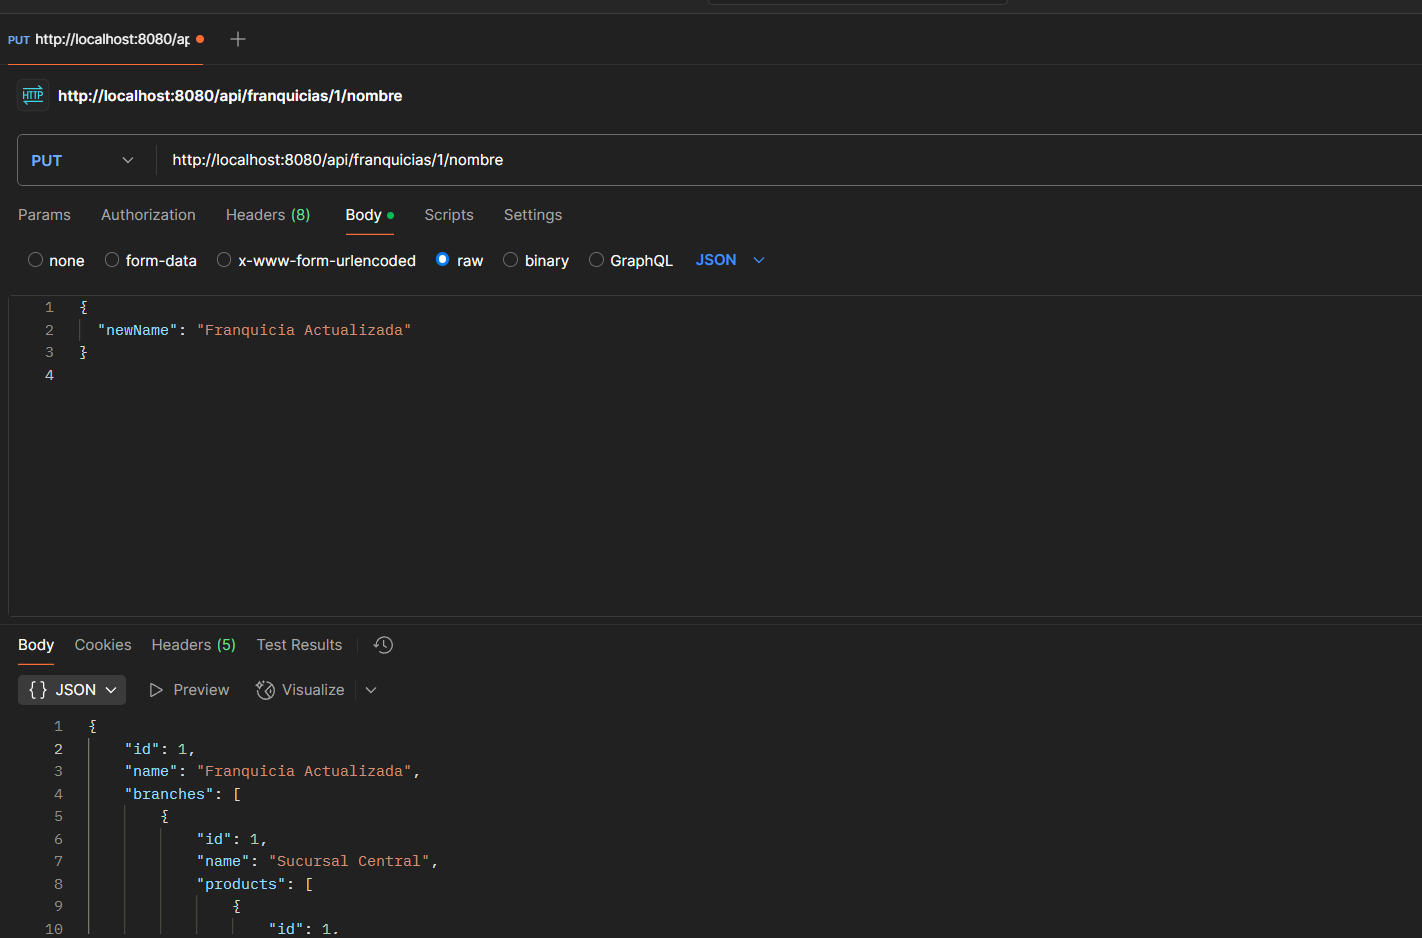 PUT http://localhost:8080/ap
HTTP http://localhost:8080/api/franquicias/1/nombre
PUT http://localhost:8080/api/franquicias/1/nombre
Params Authorization Headers (8) Body Scripts Settings
none form-data x-www-form-urlencoded raw binary GraphQL JSON
1 {
2 "newName": "Franquicia Actualizada"
3 }
4
Body Cookies Headers (5) Test Results
{} JSON Preview Visualize
1 {
2 "id": 1,
3 "name": "Franquicia Actualizada",
4 "branches": [
5 {
6 "id": 1,
7 "name": "Sucursal Central",
8 "products": [
9 {
10 "id": 1,